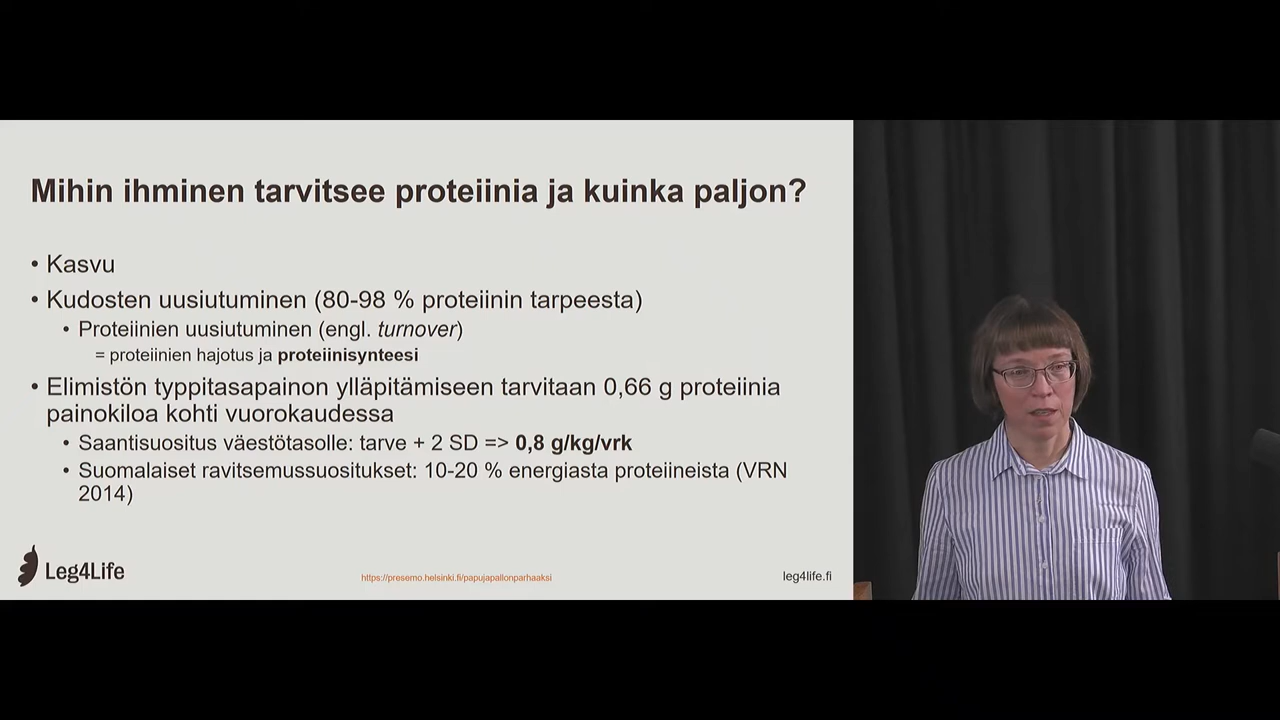 Mihin ihminen tarvitsee proteiinia ja kuinka paljon?
• Kasvu
• Kudosten uusiutuminen (80-98 % proteiinin tarpeesta)
• Proteiinien uusiutuminen (engl. turnover)
= proteiinien hajotus ja proteiinisynteesi
• Elimistön typpitasapainon ylläpitämiseen tarvitaan 0,66 g proteiinia
painokiloa kohti vuorokaudessa
• Saantisuositus väestötasolle: tarve + 2 SD => 0,8 g/kg/vrk
• Suomalaiset ravitsemussuositukset: 10-20 % energiasta proteiineista (VRN
2014)
Leg4Life
https://presemo.helsinki.fi/papujapallonparhaaksi
leg4life.fi